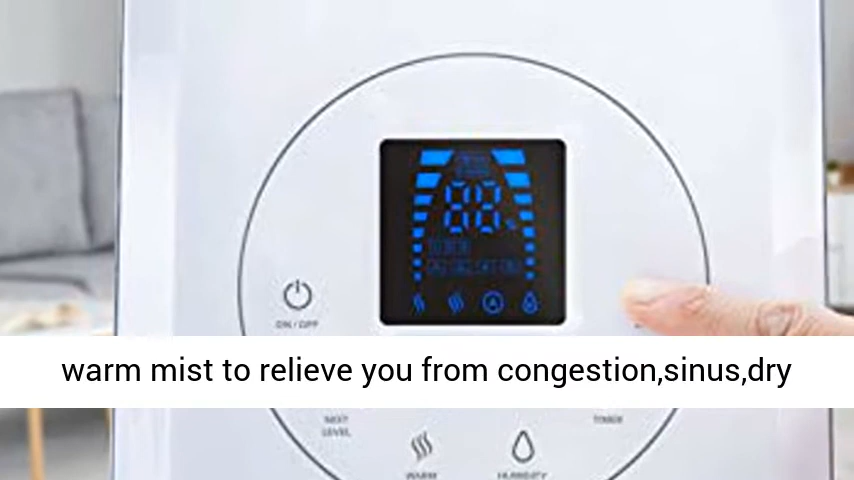 88
ON / OFF
warm mist to relieve you from congestion,sinus,dry
NEXT
LEVEL
TIMER
WARM
HUMIDITY